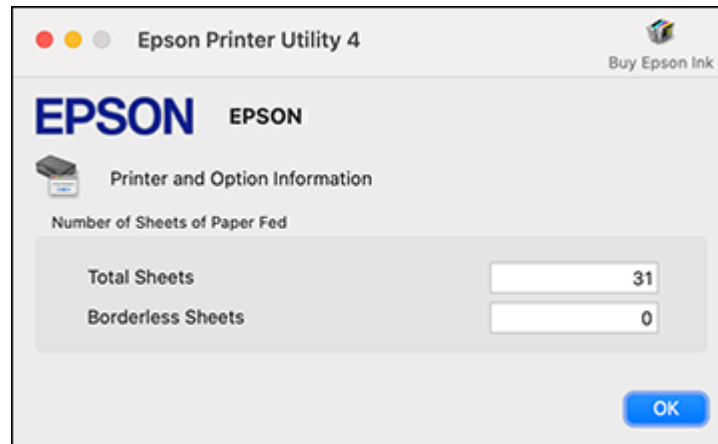 Epson Printer Utility 4
Buy Epson Ink
EPSON EPSON
Printer and Option Information
Number of Sheets of Paper Fed
Total Sheets 31
Borderless Sheets 0
OK